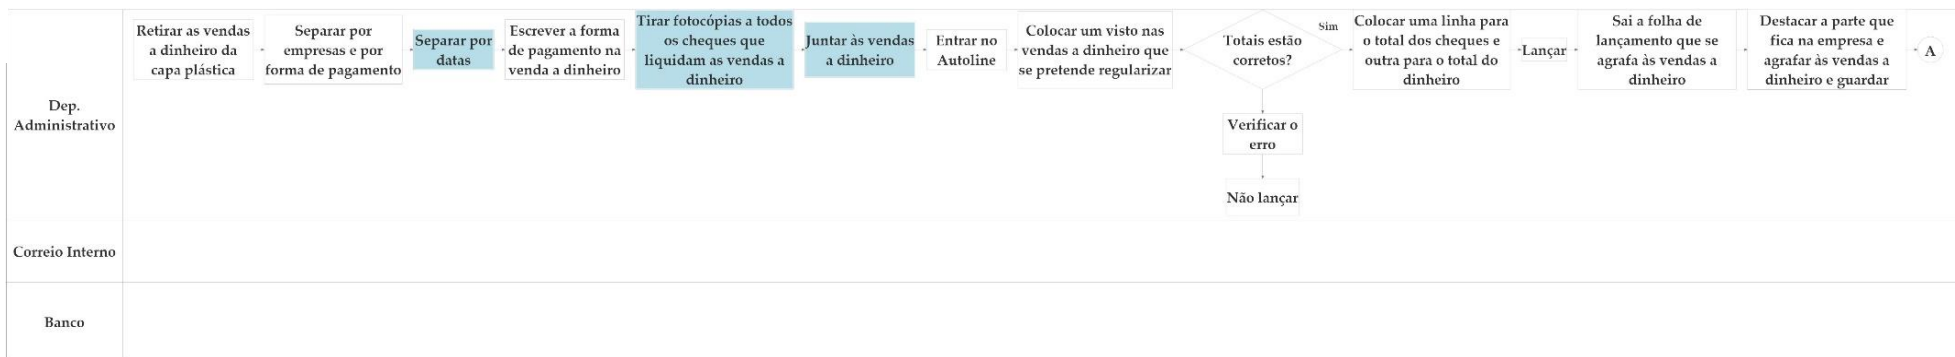 Retirar as vendas
a dinheiro da
capa plástica
Separar por
empresas e por
forma de pagamento
Separar por
datas
Escrever a forma
de pagamento na
venda a dinheiro
Tirar fotocópias a todos
os cheques que
liquidam as vendas a
dinheiro
Juntar às vendas
a dinheiro
Entrar no
Autoline
Colocar um visto nas
vendas a dinheiro que
se pretende regularizar
Totais estão
corretos?
Sim
Colocar uma linha para
o total dos cheques e
outra para o total do
dinheiro
Lançar
Sai a folha de
lançamento que se
agrafa às vendas a
dinheiro
Destacar a parte que
fica na empresa e
agrafar às vendas a
dinheiro e guardar
A
Dep.
Administrativo
Verificar o
erro
Não lançar
Correio Interno
Banco